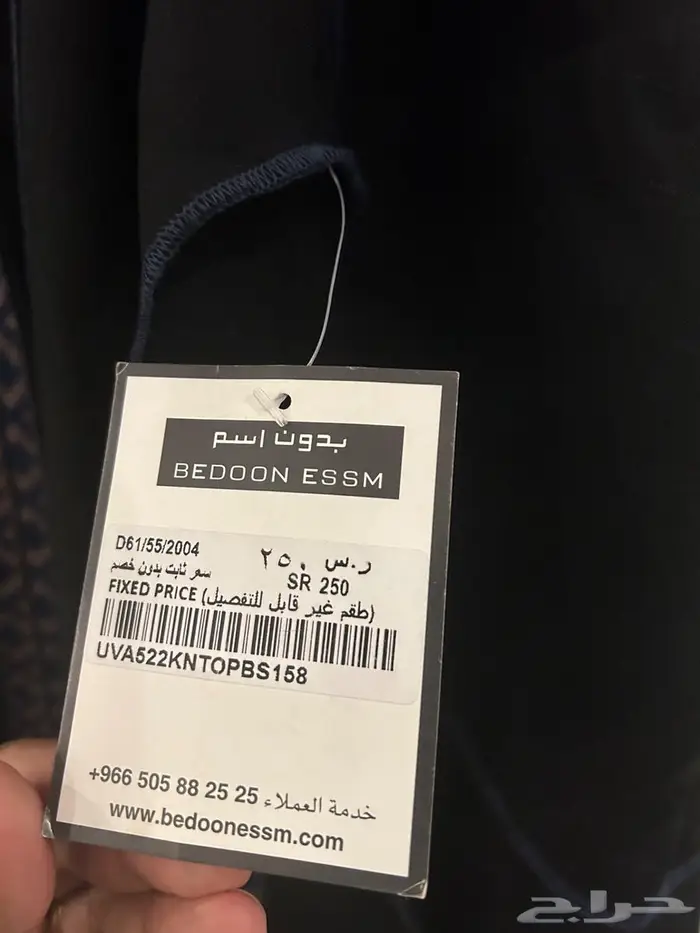 بدون اسم
BEDOON ESSM
D61/55/2004 ر.س. ٢٥٠
سعر ثابت بدون خصم SR 250
FIXED PRICE (طقم غير قابل للتفصيل)
UVA522KNTOPBS158
+966 505 88 25 25 خدمة العملاء
www.bedoonessm.com
حراج